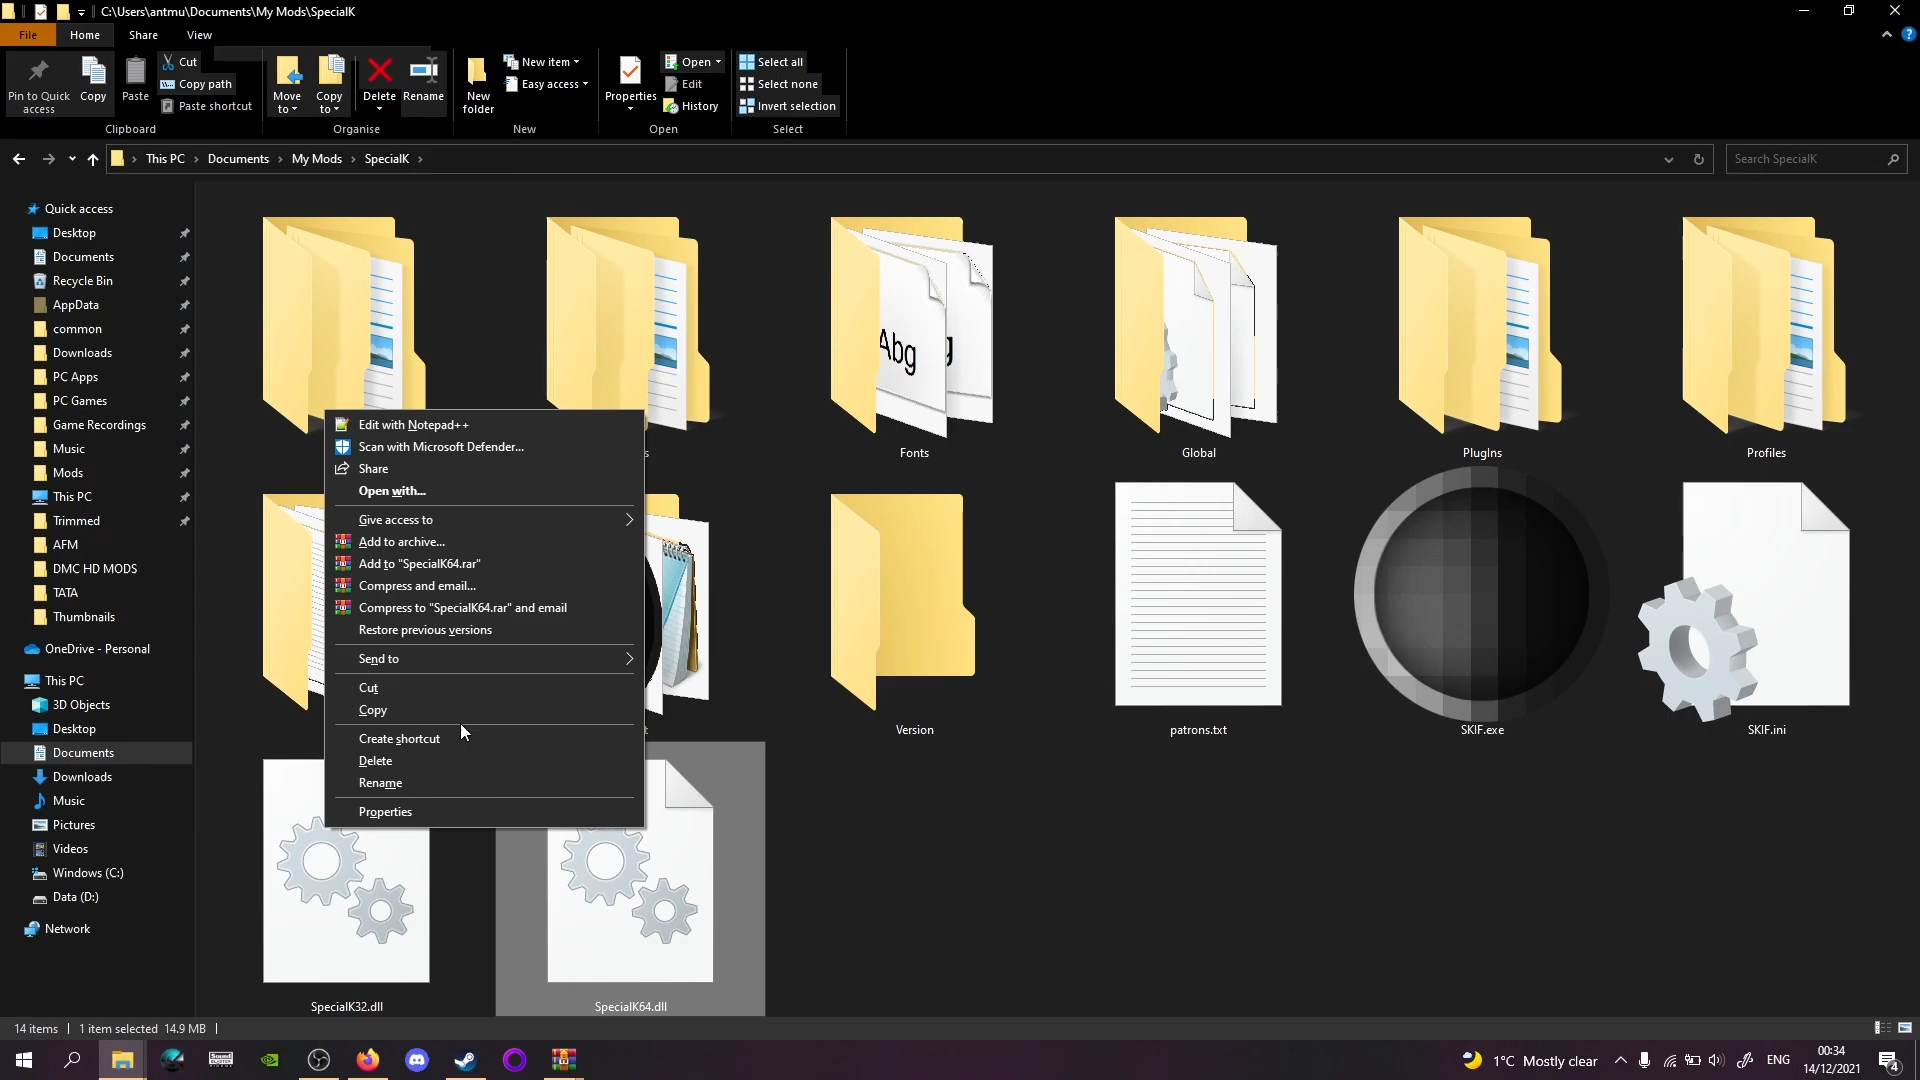 C:\Users\antmu\Documents\My Mods\SpecialK
File
Home
Share
View
Pin to Quick access
Copy
Paste
Cut
Copy path
Paste shortcut
Clipboard
Move to
Copy to
Delete
Rename
Organise
New folder
New item
Easy access
New
Properties
Open
Edit
History
Open
Select all
Select none
Invert selection
Select
This PC
Documents
My Mods
SpecialK
Search SpecialK
Quick access
Desktop
Documents
Recycle Bin
AppData
common
Downloads
PC Apps
PC Games
Game Recordings
Music
Mods
This PC
Trimmed
AFM
DMC HD MODS
TATA
Thumbnails
OneDrive - Personal
This PC
3D Objects
Desktop
Documents
Downloads
Music
Pictures
Videos
Windows (C:)
Data (D:)
Network
Abg
s
Fonts
Global
PlugIns
Profiles
Edit with Notepad++
Scan with Microsoft Defender...
Share
Open with...
Give access to
Add to archive...
Add to "SpecialK64.rar"
Compress and email...
Compress to "SpecialK64.rar" and email
Restore previous versions
Send to
Cut
Copy
Create shortcut
Delete
Rename
Properties
t
Version
patrons.txt
SKIF.exe
SKIF.ini
SpecialK32.dll
SpecialK64.dll
14 items
1 item selected 14.9 MB
1°C Mostly clear
ENG
00:34
14/12/2021
4